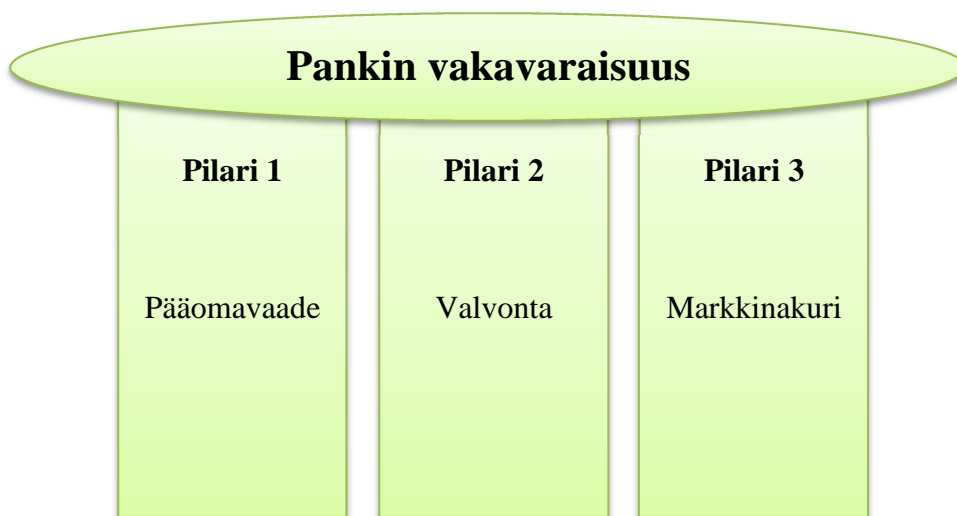 Pankin vakavaraisuus
Pilari 1
Pääomavaade
Pilari 2
Valvonta
Pilari 3
Markkinakuri